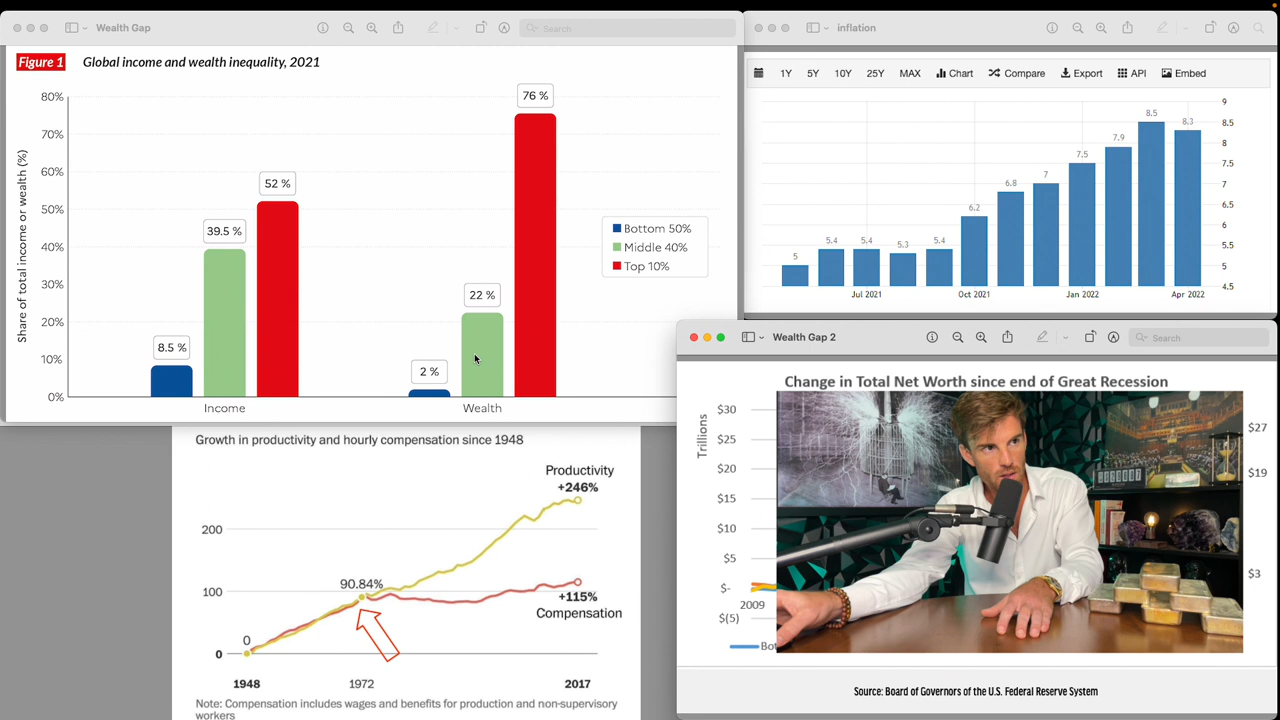 Wealth Gap
Search
Figure 1 Global income and wealth inequality, 2021
Share of total income or wealth (%)
80%
70%
60%
50%
40%
30%
20%
10%
0%
8.5 %
39.5 %
52 %
2 %
22 %
76 %
Income
Wealth
Bottom 50%
Middle 40%
Top 10%
inflation
1Y 5Y 10Y 25Y MAX Chart Compare Export API Embed
9
8.5
8
7.5
7
6.5
6
5.5
5
4.5
5
5.4
5.4
5.3
5.4
6.2
6.8
7
7.5
7.9
8.5
8.3
Jul 2021
Oct 2021
Jan 2022
Apr 2022
Growth in productivity and hourly compensation since 1948
Productivity
+246%
200
90.84%
100
+115%
Compensation
0
0
1948
1972
2017
Note: Compensation includes wages and benefits for production and non-supervisory
workers
Wealth Gap 2
Search
Change in Total Net Worth since end of Great Recession
Trillions
$30
$25
$20
$15
$10
$5
$-
$(5)
2009
$27
$19
$3
Bot
Source: Board of Governors of the U.S. Federal Reserve System